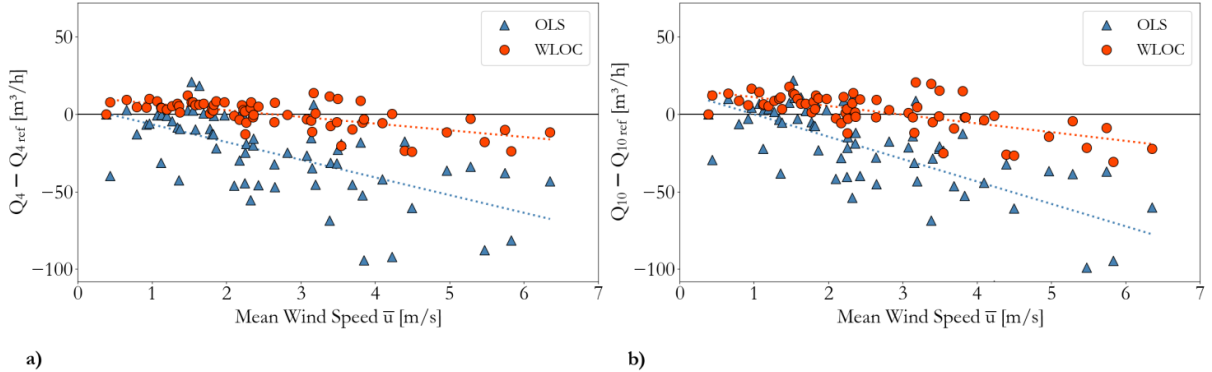 50
0
−50
−100
Q₄ − Q₄ ref [m³/h]
OLS
WLOC
0
1
2
3
4
5
6
7
Mean Wind Speed u̅ [m/s]
a)
50
0
−50
−100
Q₁₀ − Q₁₀ ref [m³/h]
OLS
WLOC
0
1
2
3
4
5
6
7
Mean Wind Speed u̅ [m/s]
b)